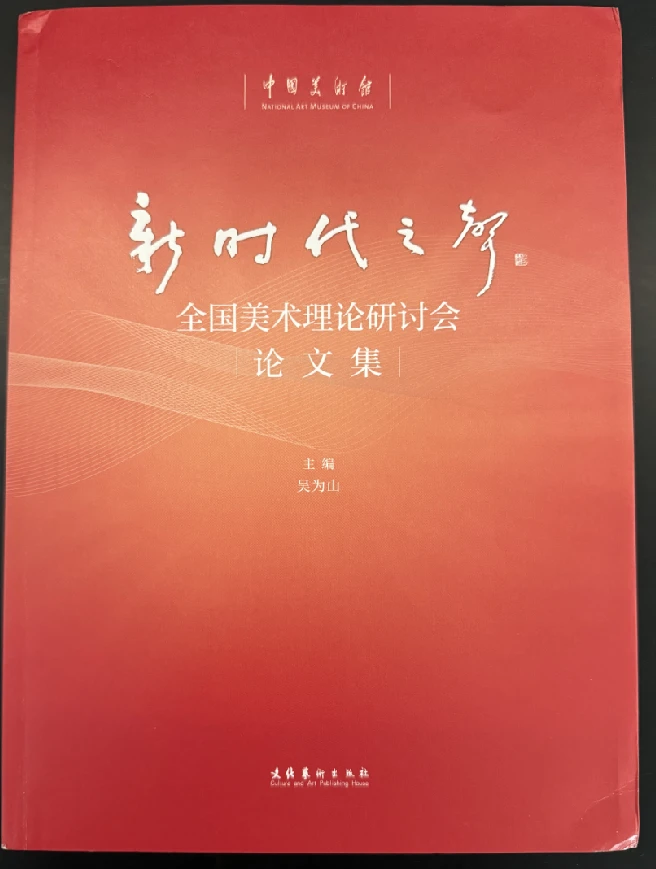 中国美术馆
NATIONAL ART MUSEUM OF CHINA
新时代之声
全国美术理论研讨会
论文集
主编
吴为山
文化艺术出版社
Culture and Art Publishing House